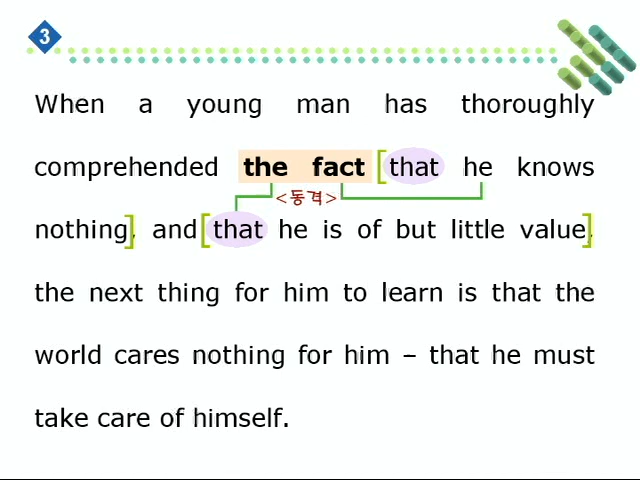 3
When a young man has thoroughly
comprehended the fact [that he knows
<동격>
nothing], and [that he is of but little value],
the next thing for him to learn is that the
world cares nothing for him – that he must
take care of himself.